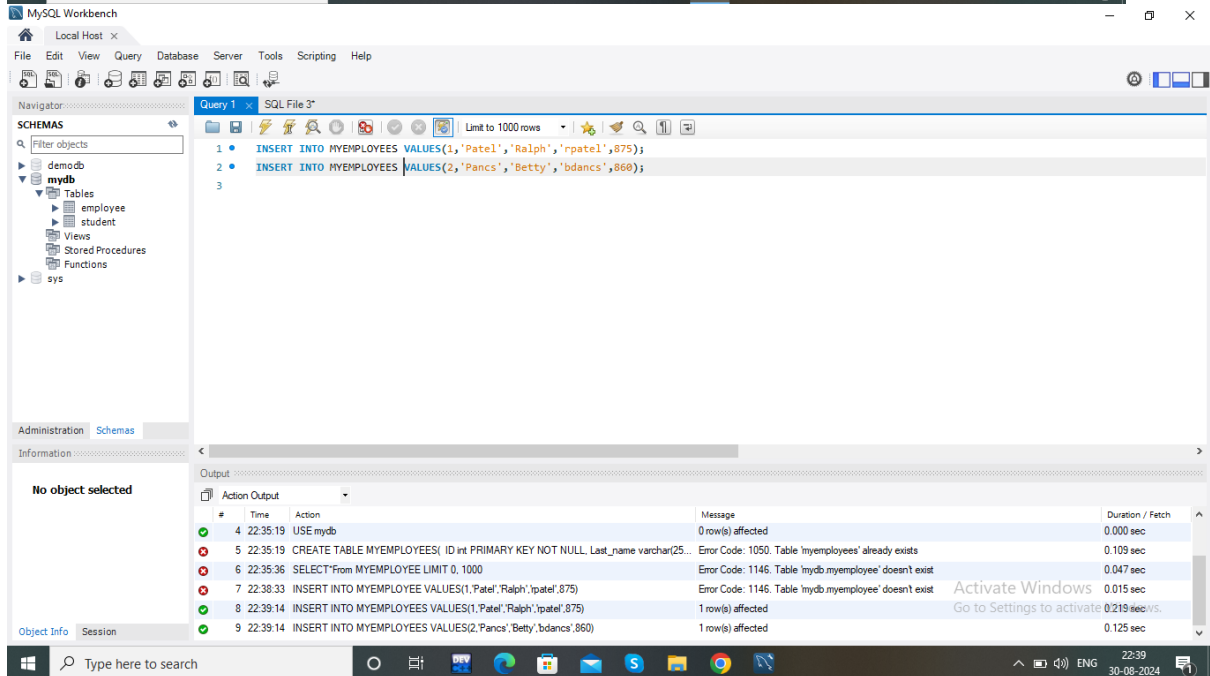 MySQL Workbench
Local Host ×
File Edit View Query Database Server Tools Scripting Help
Navigator
SCHEMAS
Filter objects
demodb
mydb
Tables
employee
student
Views
Stored Procedures
Functions
sys
Administration Schemas
Information
No object selected
Object Info Session
Query 1 × SQL File 3*
Limit to 1000 rows
1 INSERT INTO MYEMPLOYEES VALUES(1,'Patel','Ralph','rpatel',875);
2 INSERT INTO MYEMPLOYEES VALUES(2,'Pancs','Betty','bdancs',860);
3
Output
Action Output
# Time Action Message Duration / Fetch
4 22:35:19 USE mydb 0 row(s) affected 0.000 sec
5 22:35:19 CREATE TABLE MYEMPLOYEES( ID int PRIMARY KEY NOT NULL, Last_name varchar(25... Error Code: 1050. Table 'myemployees' already exists 0.109 sec
6 22:35:36 SELECT*From MYEMPLOYEE LIMIT 0, 1000 Error Code: 1146. Table 'mydb.myemployee' doesn't exist 0.047 sec
7 22:38:33 INSERT INTO MYEMPLOYEE VALUES(1,'Patel','Ralph','rpatel',875) Error Code: 1146. Table 'mydb.myemployee' doesn't exist 0.015 sec
8 22:39:14 INSERT INTO MYEMPLOYEES VALUES(1,'Patel','Ralph','rpatel',875) 1 row(s) affected 0.219 sec
9 22:39:14 INSERT INTO MYEMPLOYEES VALUES(2,'Pancs','Betty','bdancs',860) 1 row(s) affected 0.125 sec
Activate Windows
Go to Settings to activate Windows.
Type here to search
DEV
S
ENG
22:39
30-08-2024
1